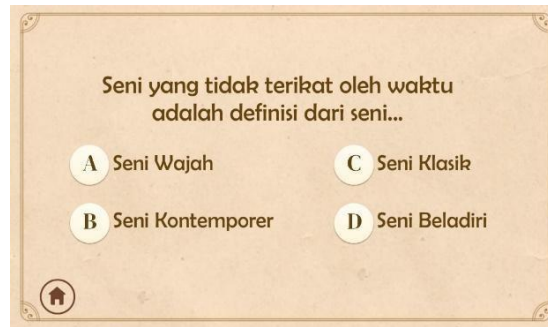 Seni yang tidak terikat oleh waktu
adalah definisi dari seni...
A Seni Wajah
C Seni Klasik
B Seni Kontemporer
D Seni Beladiri